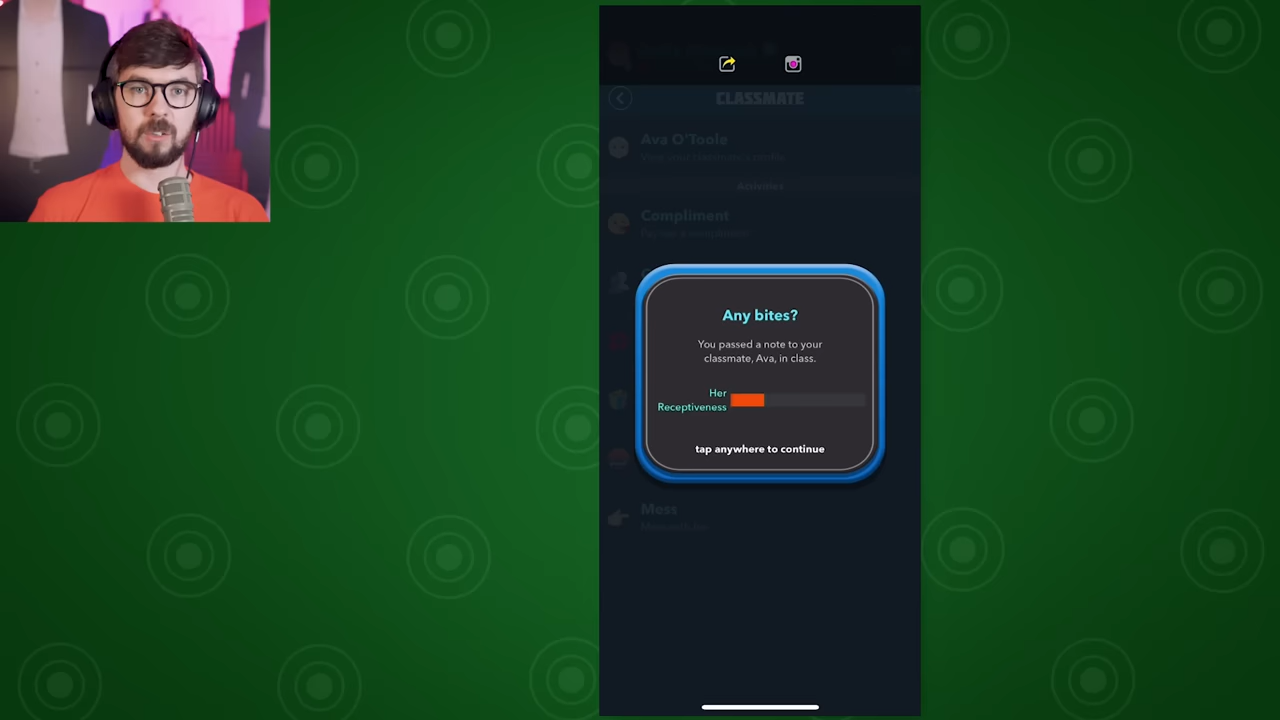 CLASSMATE
Ava O'Toole
Activities
Compliment
Any bites?
You passed a note to your
classmate, Ava, in class.
Her
Receptiveness
tap anywhere to continue
Mess